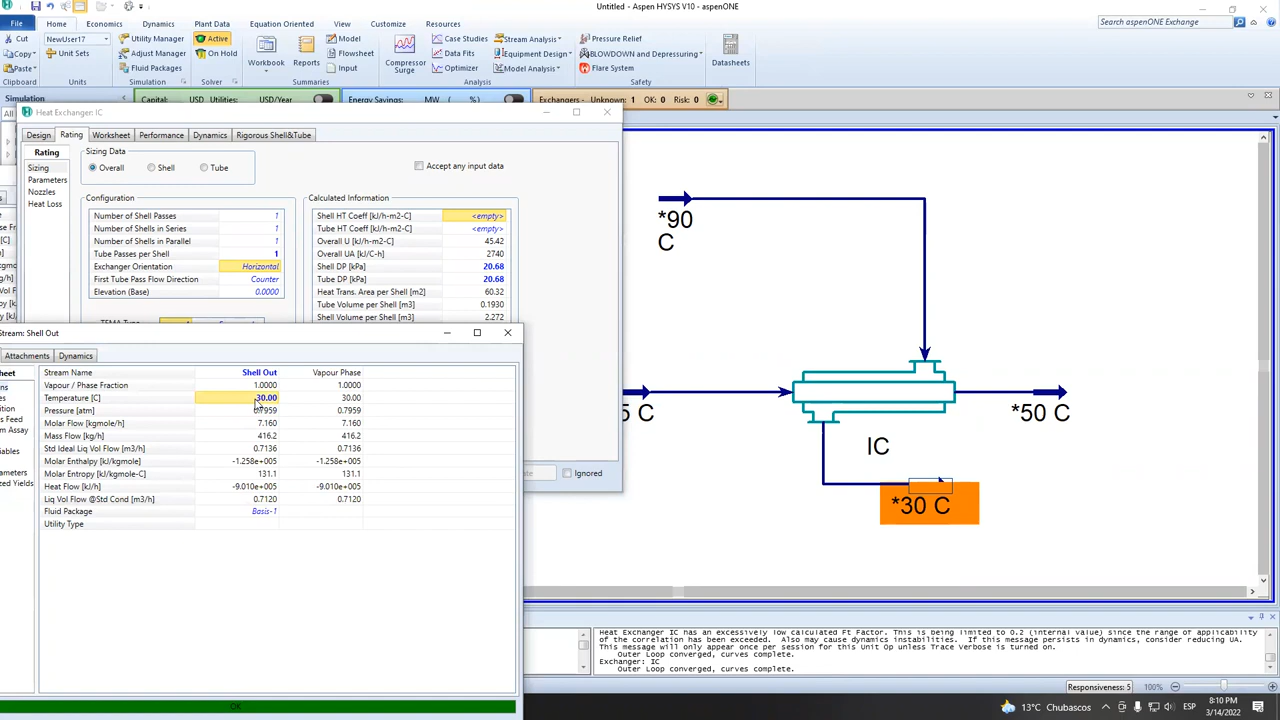 Untitled - Aspen HYSYS V10 - aspenONE
File Home Economics Dynamics Plant Data Equation Oriented View Customize Resources Search aspenONE Exchange
Cut NewUser17 Utility Manager Active Model Case Studies Stream Analysis Pressure Relief
Copy Unit Sets Adjust Manager On Hold Flowsheet Data Fits Equipment Design BLOWDOWN and Depressuring
Paste Fluid Packages Workbook Reports Input Compressor Surge Optimizer Model Analysis Flare System Datasheets
Clipboard Units Simulation Solver Summaries Analysis Safety
Simulation Capital: USD Utilities: USD/Year Energy Savings: MW ( %) Exchangers - Unknown: 1 OK: 0 Risk: 0
All Heat Exchanger: IC
Design Rating Worksheet Performance Dynamics Rigorous Shell&Tube
Rating Sizing Data
Sizing Overall Shell Tube Accept any input data
Parameters
Nozzles
Heat Loss Configuration Calculated Information
Number of Shell Passes 1 Shell HT Coeff [kJ/h-m2-C] <empty>
Number of Shells in Series 1 Tube HT Coeff [kJ/h-m2-C] <empty>
Number of Shells in Parallel 1 Overall U [kJ/h-m2-C] 45.42
Tube Passes per Shell 1 Overall UA [kJ/C-h] 2740
Exchanger Orientation Horizontal Shell DP [kPa] 20.68
First Tube Pass Flow Direction Counter Tube DP [kPa] 20.68
Elevation (Base) 0.0000 Heat Trans. Area per Shell [m2] 60.32
Tube Volume per Shell [m3] 0.1930
Shell Volume per Shell [m3] 2.272
Ignored
Stream: Shell Out
Attachments Dynamics
Stream Name Shell Out Vapour Phase
Vapour / Phase Fraction 1.0000 1.0000
Temperature [C] 30.00 30.00
Pressure [atm] 0.7959 0.7959
Molar Flow [kgmole/h] 7.160 7.160
Mass Flow [kg/h] 416.2 416.2
Std Ideal Liq Vol Flow [m3/h] 0.7136 0.7136
Molar Enthalpy [kJ/kgmole] -1.258e+005 -1.258e+005
Molar Entropy [kJ/kgmole-C] 131.1 131.1
Heat Flow [kJ/h] -9.010e+005 -9.010e+005
Liq Vol Flow @Std Cond [m3/h] 0.7120 0.7120
Fluid Package Basis-1
Utility Type
OK
*90
C
5 C
*50 C
IC
*30 C
Heat Exchanger IC has an excessively low calculated Ft Factor. This is being limited to 0.2 (internal value) since the range of applicability
of the correlation has been exceeded. Also may cause dynamics instabilities. If this message persists in dynamics, consider reducing UA.
This message will only appear once per session for this Unit Op unless Trace verbose is turned on.
Outer Loop converged, curves complete.
Exchanger: IC
Outer Loop converged, curves complete.
Responsiveness: 5 100%
13°C Chubascos ESP 8:10 PM
3/14/2022